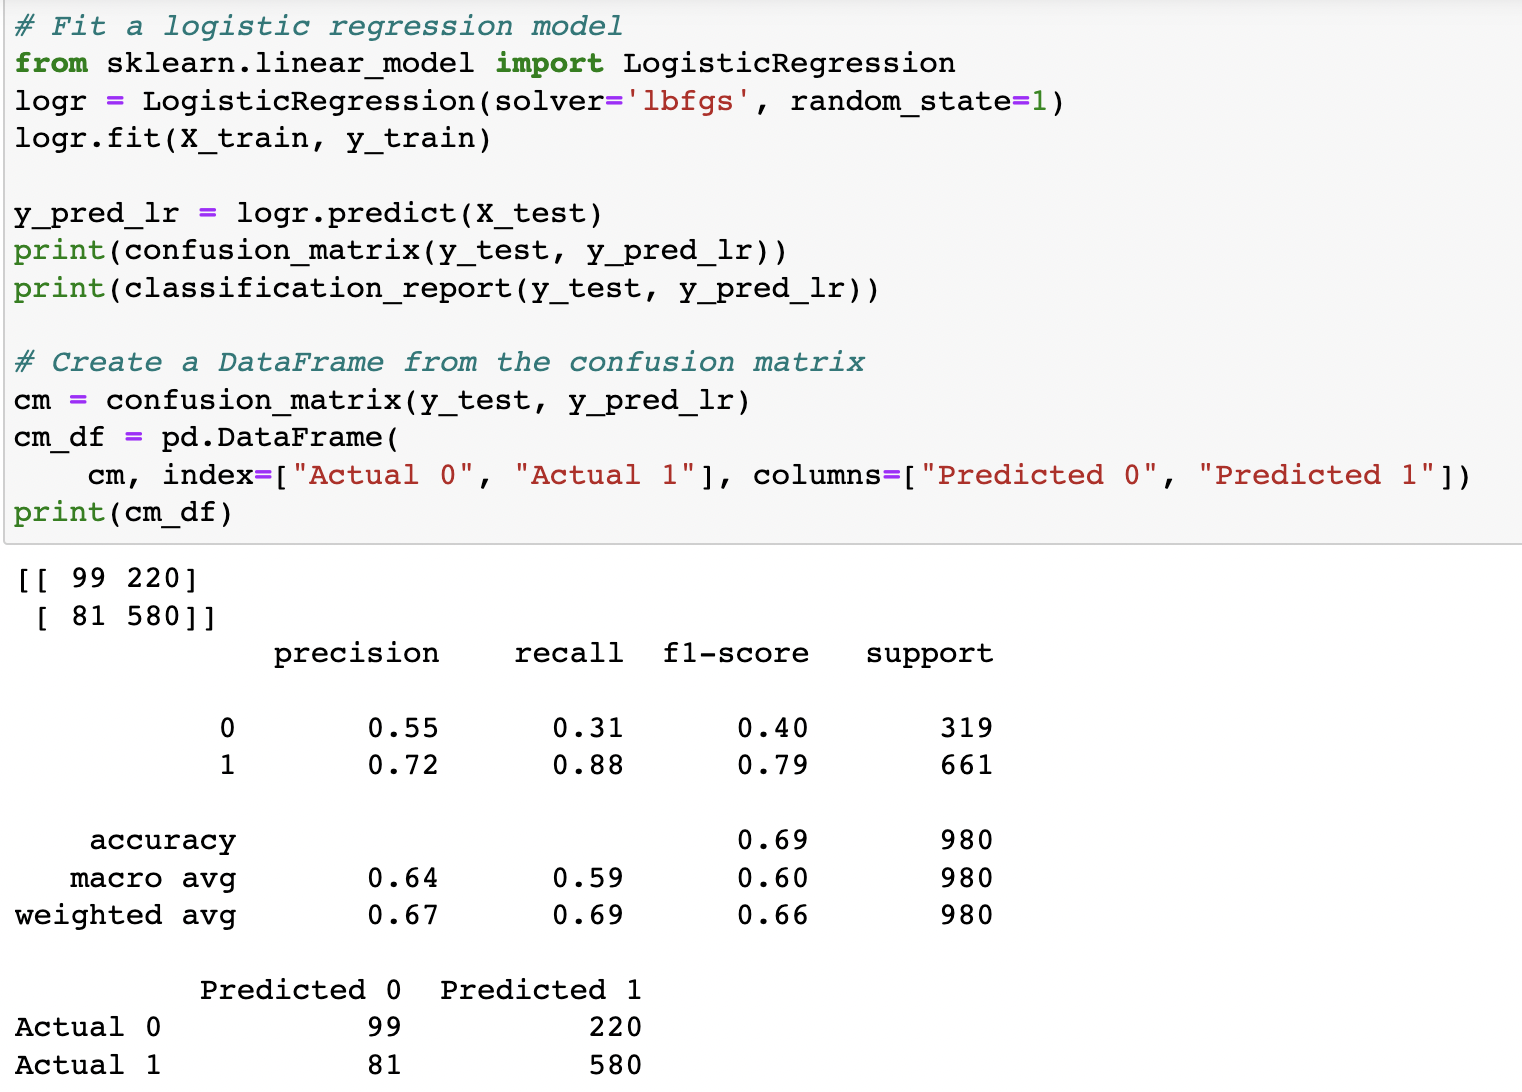 # Fit a logistic regression model
from sklearn.linear_model import LogisticRegression
logr = LogisticRegression(solver='lbfgs', random_state=1)
logr.fit(X_train, y_train)

y_pred_lr = logr.predict(X_test)
print(confusion_matrix(y_test, y_pred_lr))
print(classification_report(y_test, y_pred_lr))

# Create a DataFrame from the confusion matrix
cm = confusion_matrix(y_test, y_pred_lr)
cm_df = pd.DataFrame(
    cm, index=["Actual 0", "Actual 1"], columns=["Predicted 0", "Predicted 1"])
print(cm_df)
[[ 99 220]
 [ 81 580]]
              precision    recall  f1-score   support

           0       0.55      0.31      0.40       319
           1       0.72      0.88      0.79       661

    accuracy                           0.69       980
   macro avg       0.64      0.59      0.60       980
weighted avg       0.67      0.69      0.66       980

          Predicted 0  Predicted 1
Actual 0           99          220
Actual 1           81          580